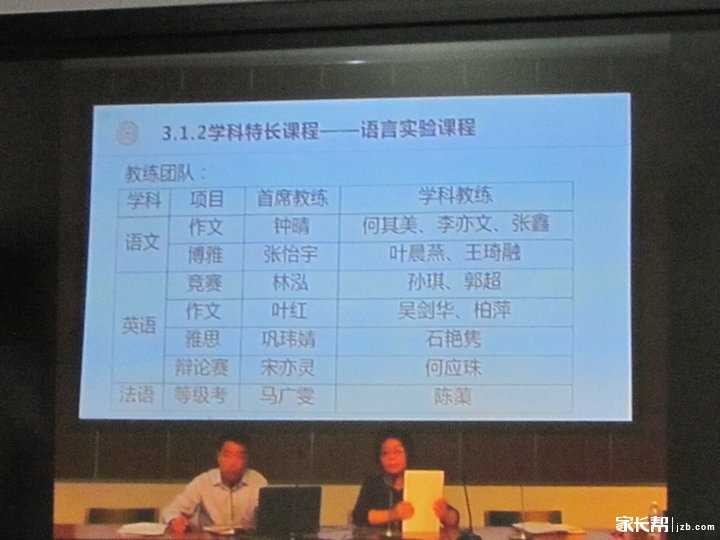 3.1.2学科特长课程——语言实验课程
教练团队：
学科 项目 首席教练 学科教练
语文 作文 钟晴 何其美、李亦文、张鑫
博雅 张怡宇 叶晨燕、王琦融
英语 竞赛 林泓 孙琪、郭超
作文 叶红 吴剑华、柏萍
雅思 巩玮婧 石艳隽
辩论赛 宋亦灵 何应珠
法语 等级考 马广雯 陈蕖
家长帮 jzb.com